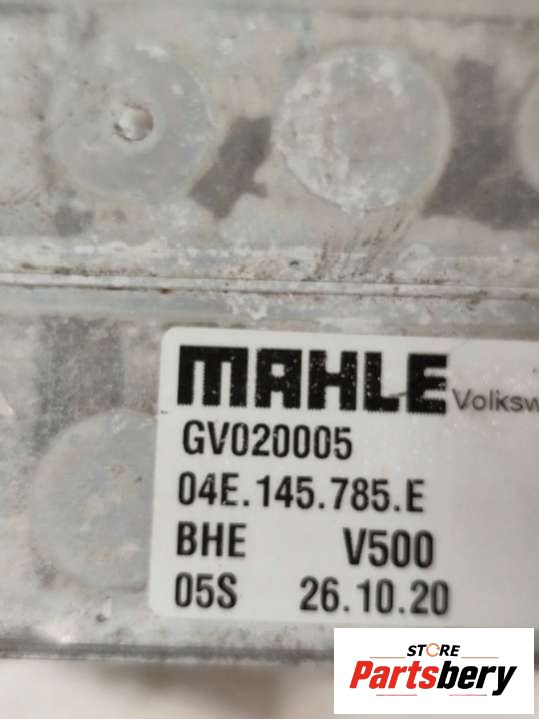 MAHLE Volksw
GV020005
04E.145.785.E
BHE V500
05S 26.10.20
STORE
Partsbery